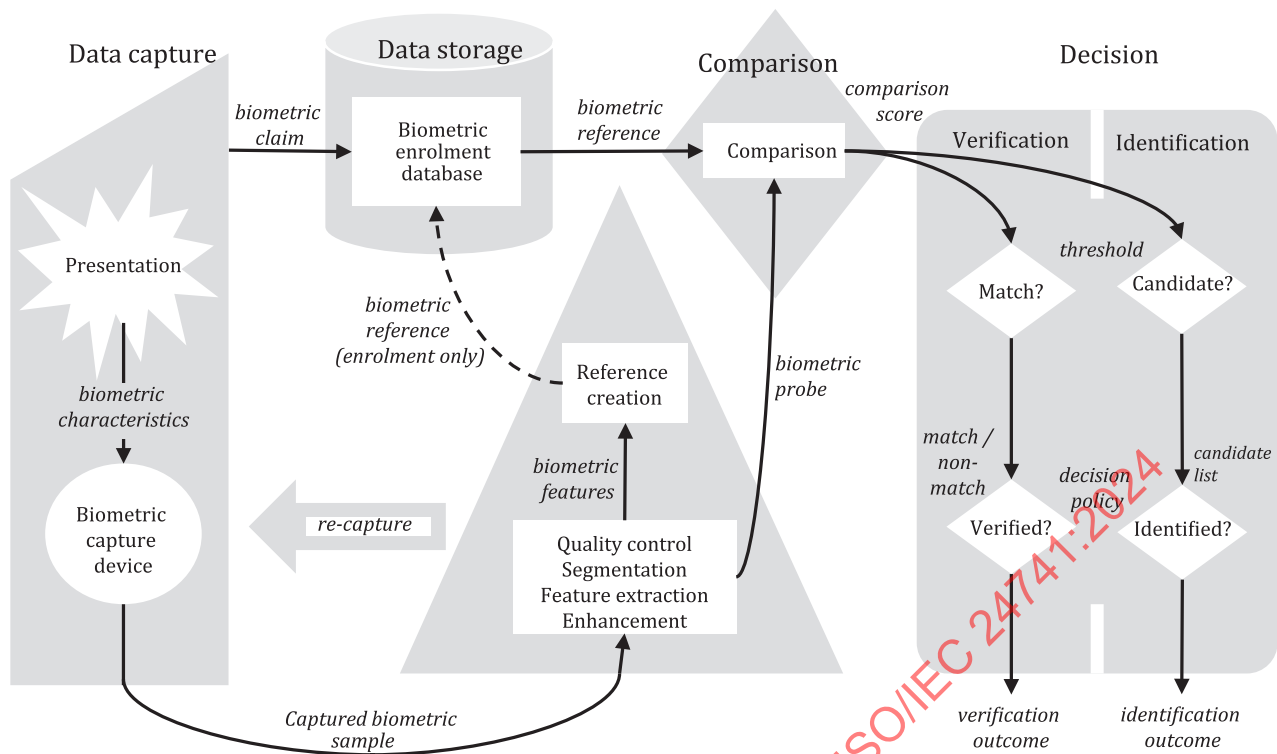 Data capture
Data storage
Comparison
Decision
biometric
claim
Biometric
enrolment
database
biometric
reference
Comparison
comparison
score
Verification
Identification
Presentation
biometric
characteristics
Biometric
capture
device
biometric
reference
(enrolment only)
Reference
creation
biometric
features
re-capture
Quality control
Segmentation
Feature extraction
Enhancement
biometric
probe
Captured biometric
sample
threshold
Match?
Candidate?
match /
non-
match
decision
policy
candidate
list
Verified?
Identified?
verification
outcome
identification
outcome
ISO/IEC 24741:2024